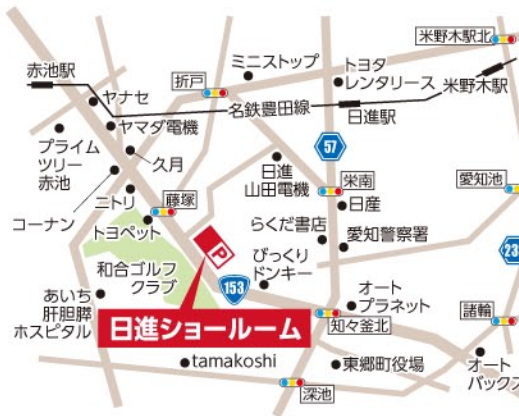 米野木駅北
ミニストップ
トヨタ
レンタリース
赤池駅
折戸
米野木駅
ヤナセ
名鉄豊田線
日進駅
ヤマダ電機
プライム
ツリー
赤池
久月
57
日進
山田電機
栄南
愛知池
コーナン
ニトリ
藤塚
日産
トヨペット
らくだ書店
愛知警察署
P
びっくり
ドンキー
23
和合ゴルフ
クラブ
153
オート
プラネット
あいち
肝胆膵
ホスピタル
諸輪
日進ショールーム
知々釜北
tamakoshi
東郷町役場
オート
バックス
深池